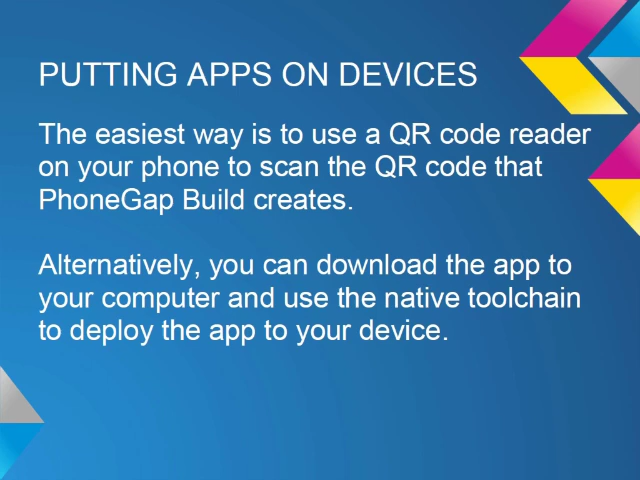 PUTTING APPS ON DEVICES
The easiest way is to use a QR code reader
on your phone to scan the QR code that
PhoneGap Build creates.
Alternatively, you can download the app to
your computer and use the native toolchain
to deploy the app to your device.